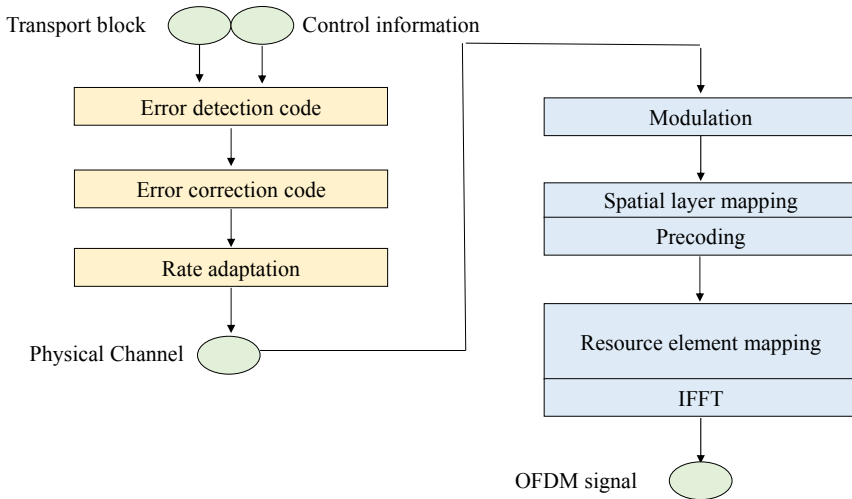 Transport block
Control information
Error detection code
Error correction code
Rate adaptation
Physical Channel
Modulation
Spatial layer mapping
Precoding
Resource element mapping
IFFT
OFDM signal